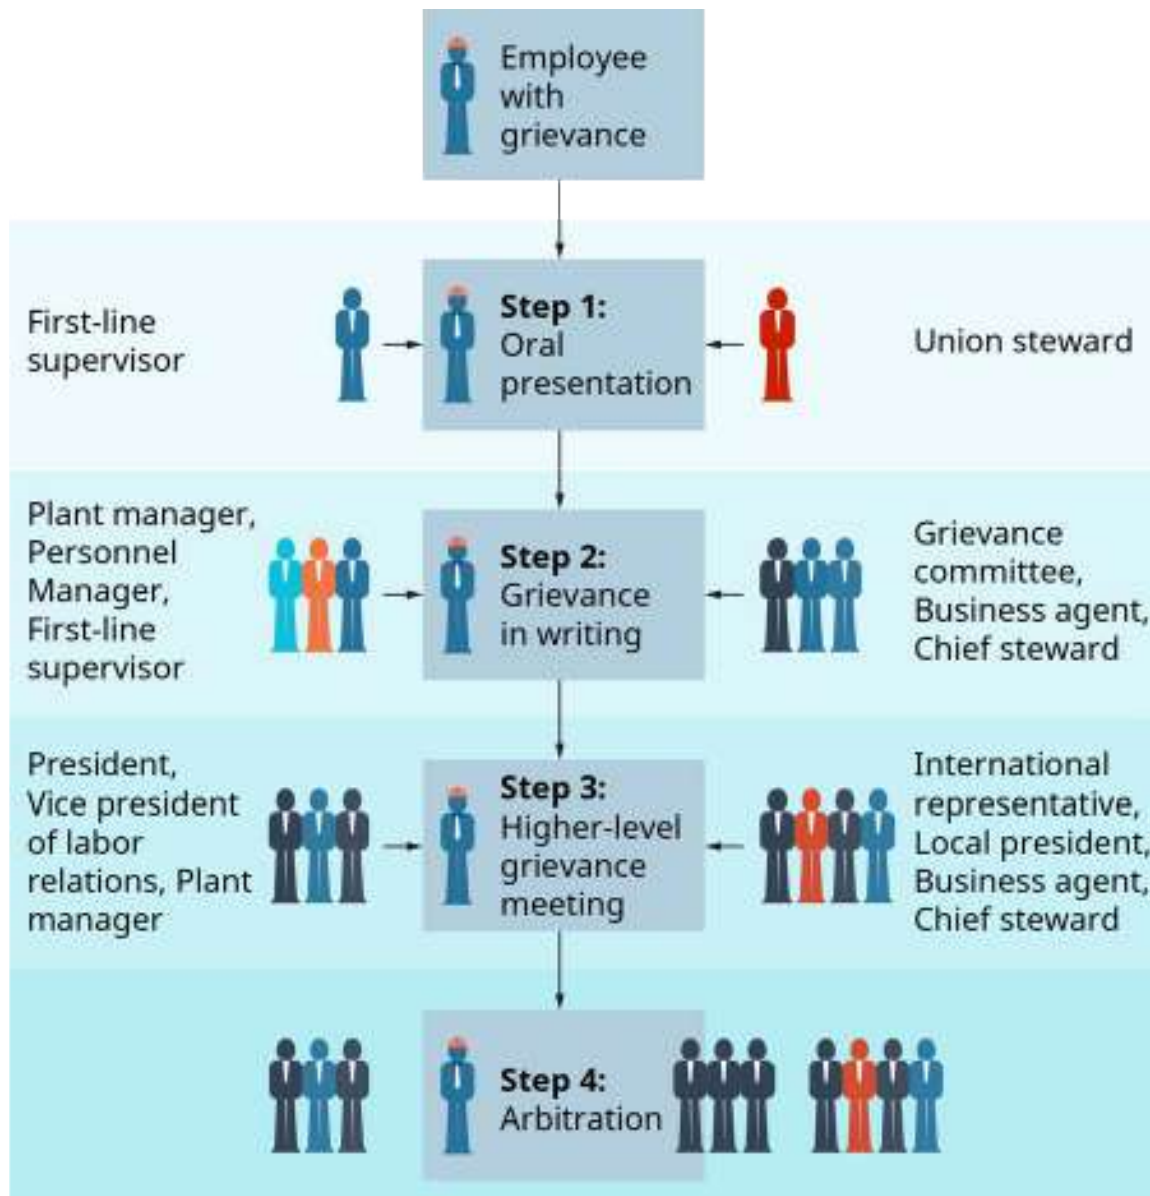 Employee
with
grievance
First-line
supervisor
Step 1:
Oral
presentation
Union steward
Plant manager,
Personnel
Manager,
First-line
supervisor
Step 2:
Grievance
in writing
Grievance
committee,
Business agent,
Chief steward
President,
Vice president
of labor
relations, Plant
manager
Step 3:
Higher-level
grievance
meeting
International
representative,
Local president,
Business agent,
Chief steward
Step 4:
Arbitration